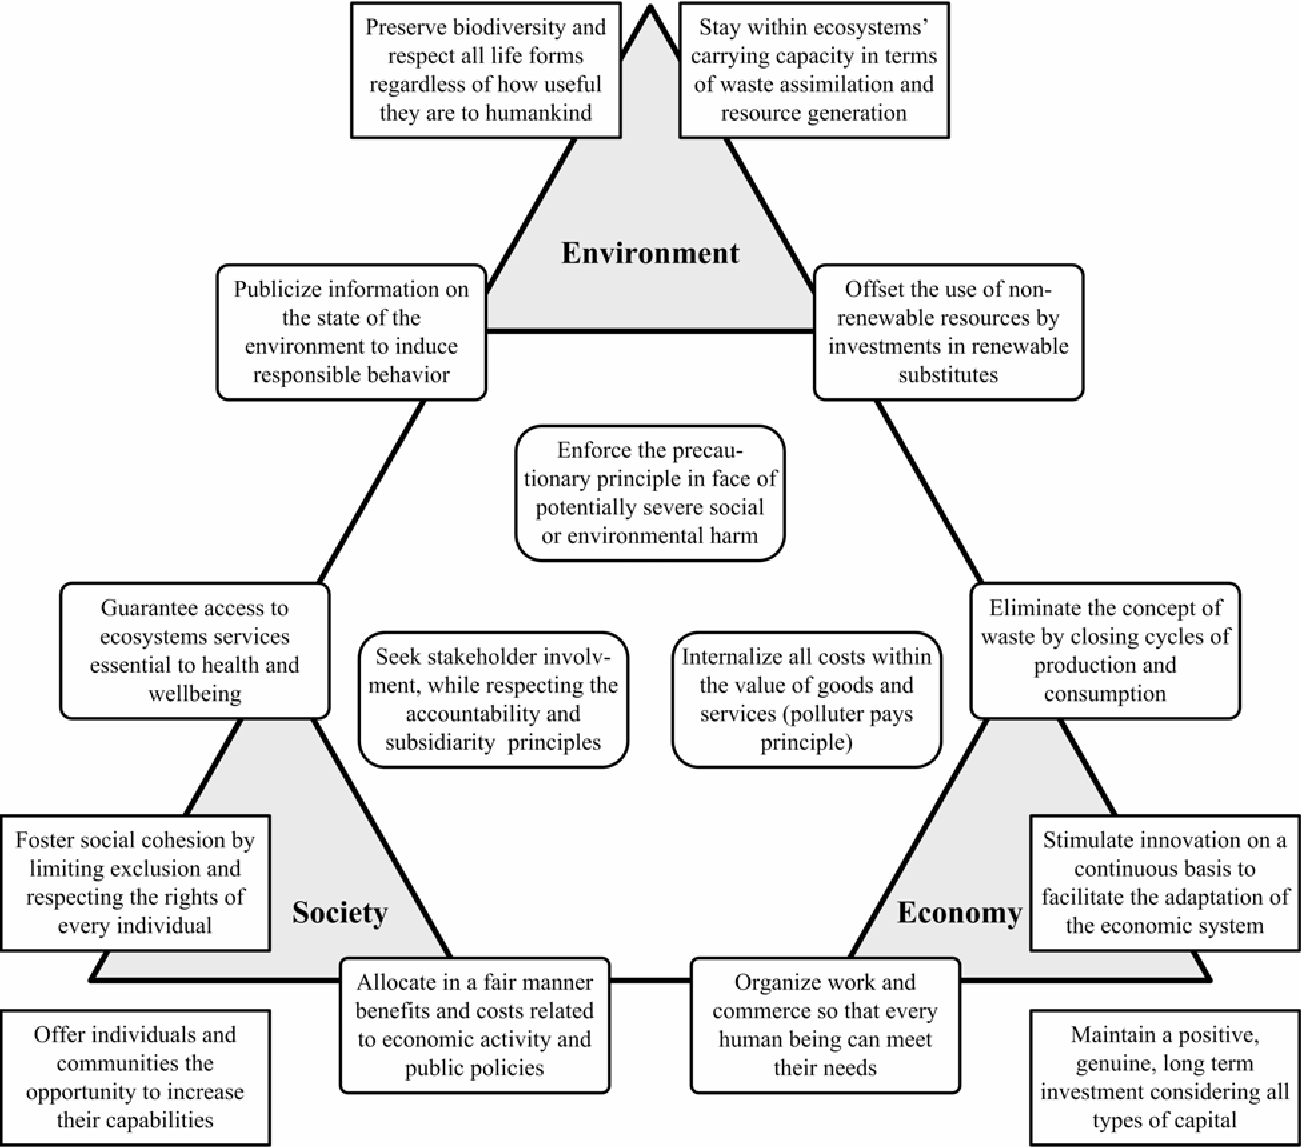 Preserve biodiversity and
respect all life forms
regardless of how useful
they are to humankind
Stay within ecosystems’
carrying capacity in terms
of waste assimilation and
resource generation
Environment
Publicize information on
the state of the
environment to induce
responsible behavior
Offset the use of non-
renewable resources by
investments in renewable
substitutes
Enforce the precau-
tionary principle in face of
potentially severe social
or environmental harm
Guarantee access to
ecosystems services
essential to health and
wellbeing
Seek stakeholder involv-
ment, while respecting the
accountability and
subsidiarity principles
Internalize all costs within
the value of goods and
services (polluter pays
principle)
Eliminate the concept of
waste by closing cycles of
production and
consumption
Foster social cohesion by
limiting exclusion and
respecting the rights of
every individual
Society
Economy
Stimulate innovation on a
continuous basis to
facilitate the adaptation of
the economic system
Allocate in a fair manner
benefits and costs related
to economic activity and
public policies
Organize work and
commerce so that every
human being can meet
their needs
Offer individuals and
communities the
opportunity to increase
their capabilities
Maintain a positive,
genuine, long term
investment considering all
types of capital